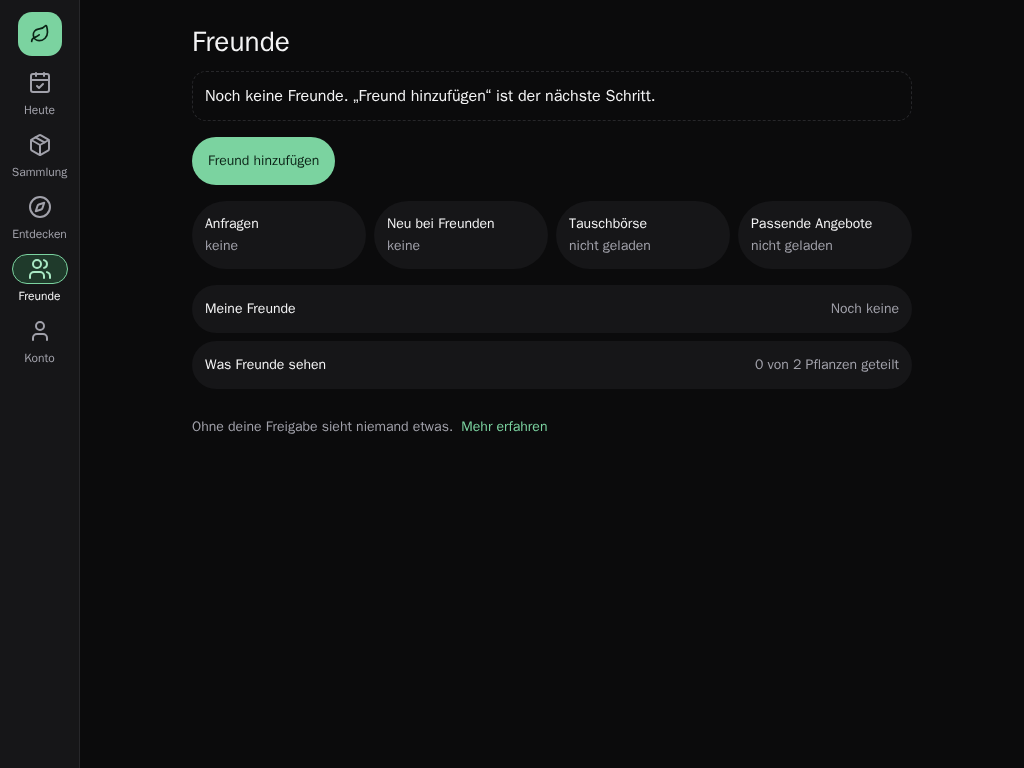 Freunde
Noch keine Freunde. „Freund hinzufügen“ ist der nächste Schritt.
Freund hinzufügen
Anfragen
keine
Neu bei Freunden
keine
Tauschbörse
nicht geladen
Passende Angebote
nicht geladen
Meine Freunde
Noch keine
Was Freunde sehen
0 von 2 Pflanzen geteilt
Ohne deine Freigabe sieht niemand etwas. Mehr erfahren
Heute
Sammlung
Entdecken
Freunde
Konto